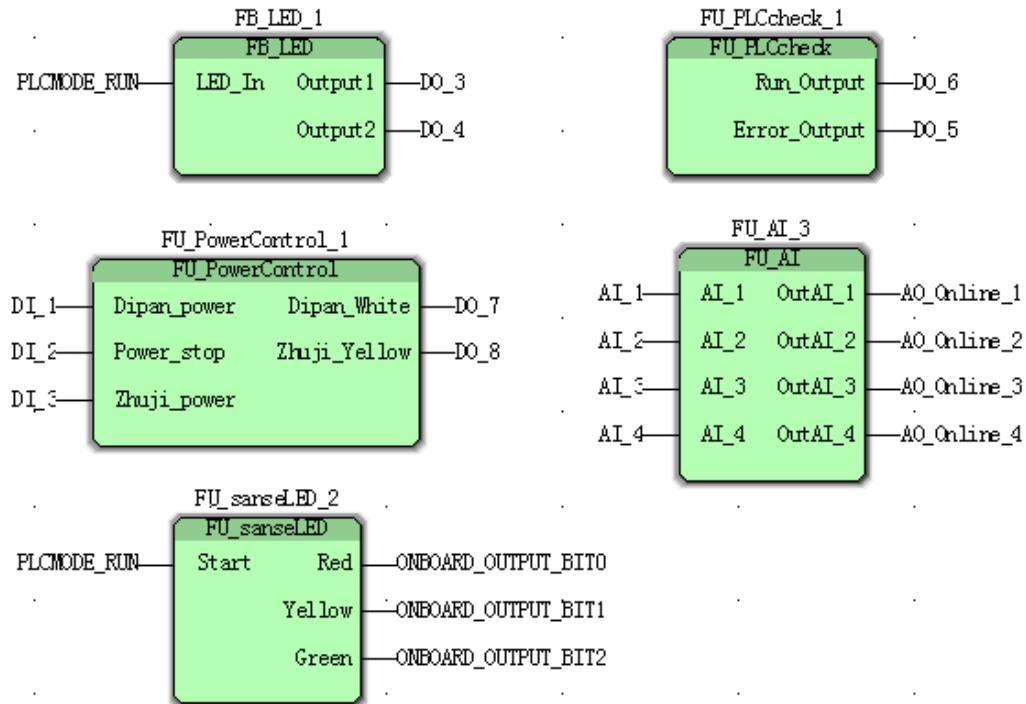 FB_LED_1
FB_LED
PLCMODE_RUN LED_In Output1 DO_3
Output2 DO_4
FU_PLCcheck_1
FU_PLCcheck
Run_Output DO_6
Error_Output DO_5
FU_PowerControl_1
FU_PowerControl
DI_1 Dipan_power Dipan_White DO_7
DI_2 Power_stop Zhuji_Yellow DO_8
DI_3 Zhuji_power
FU_AI_3
FU_AI
AI_1 AI_1 OutAI_1 AO_Online_1
AI_2 AI_2 OutAI_2 AO_Online_2
AI_3 AI_3 OutAI_3 AO_Online_3
AI_4 AI_4 OutAI_4 AO_Online_4
FU_sanseLED_2
FU_sanseLED
PLCMODE_RUN Start Red ONBOARD_OUTPUT_BIT0
Yellow ONBOARD_OUTPUT_BIT1
Green ONBOARD_OUTPUT_BIT2